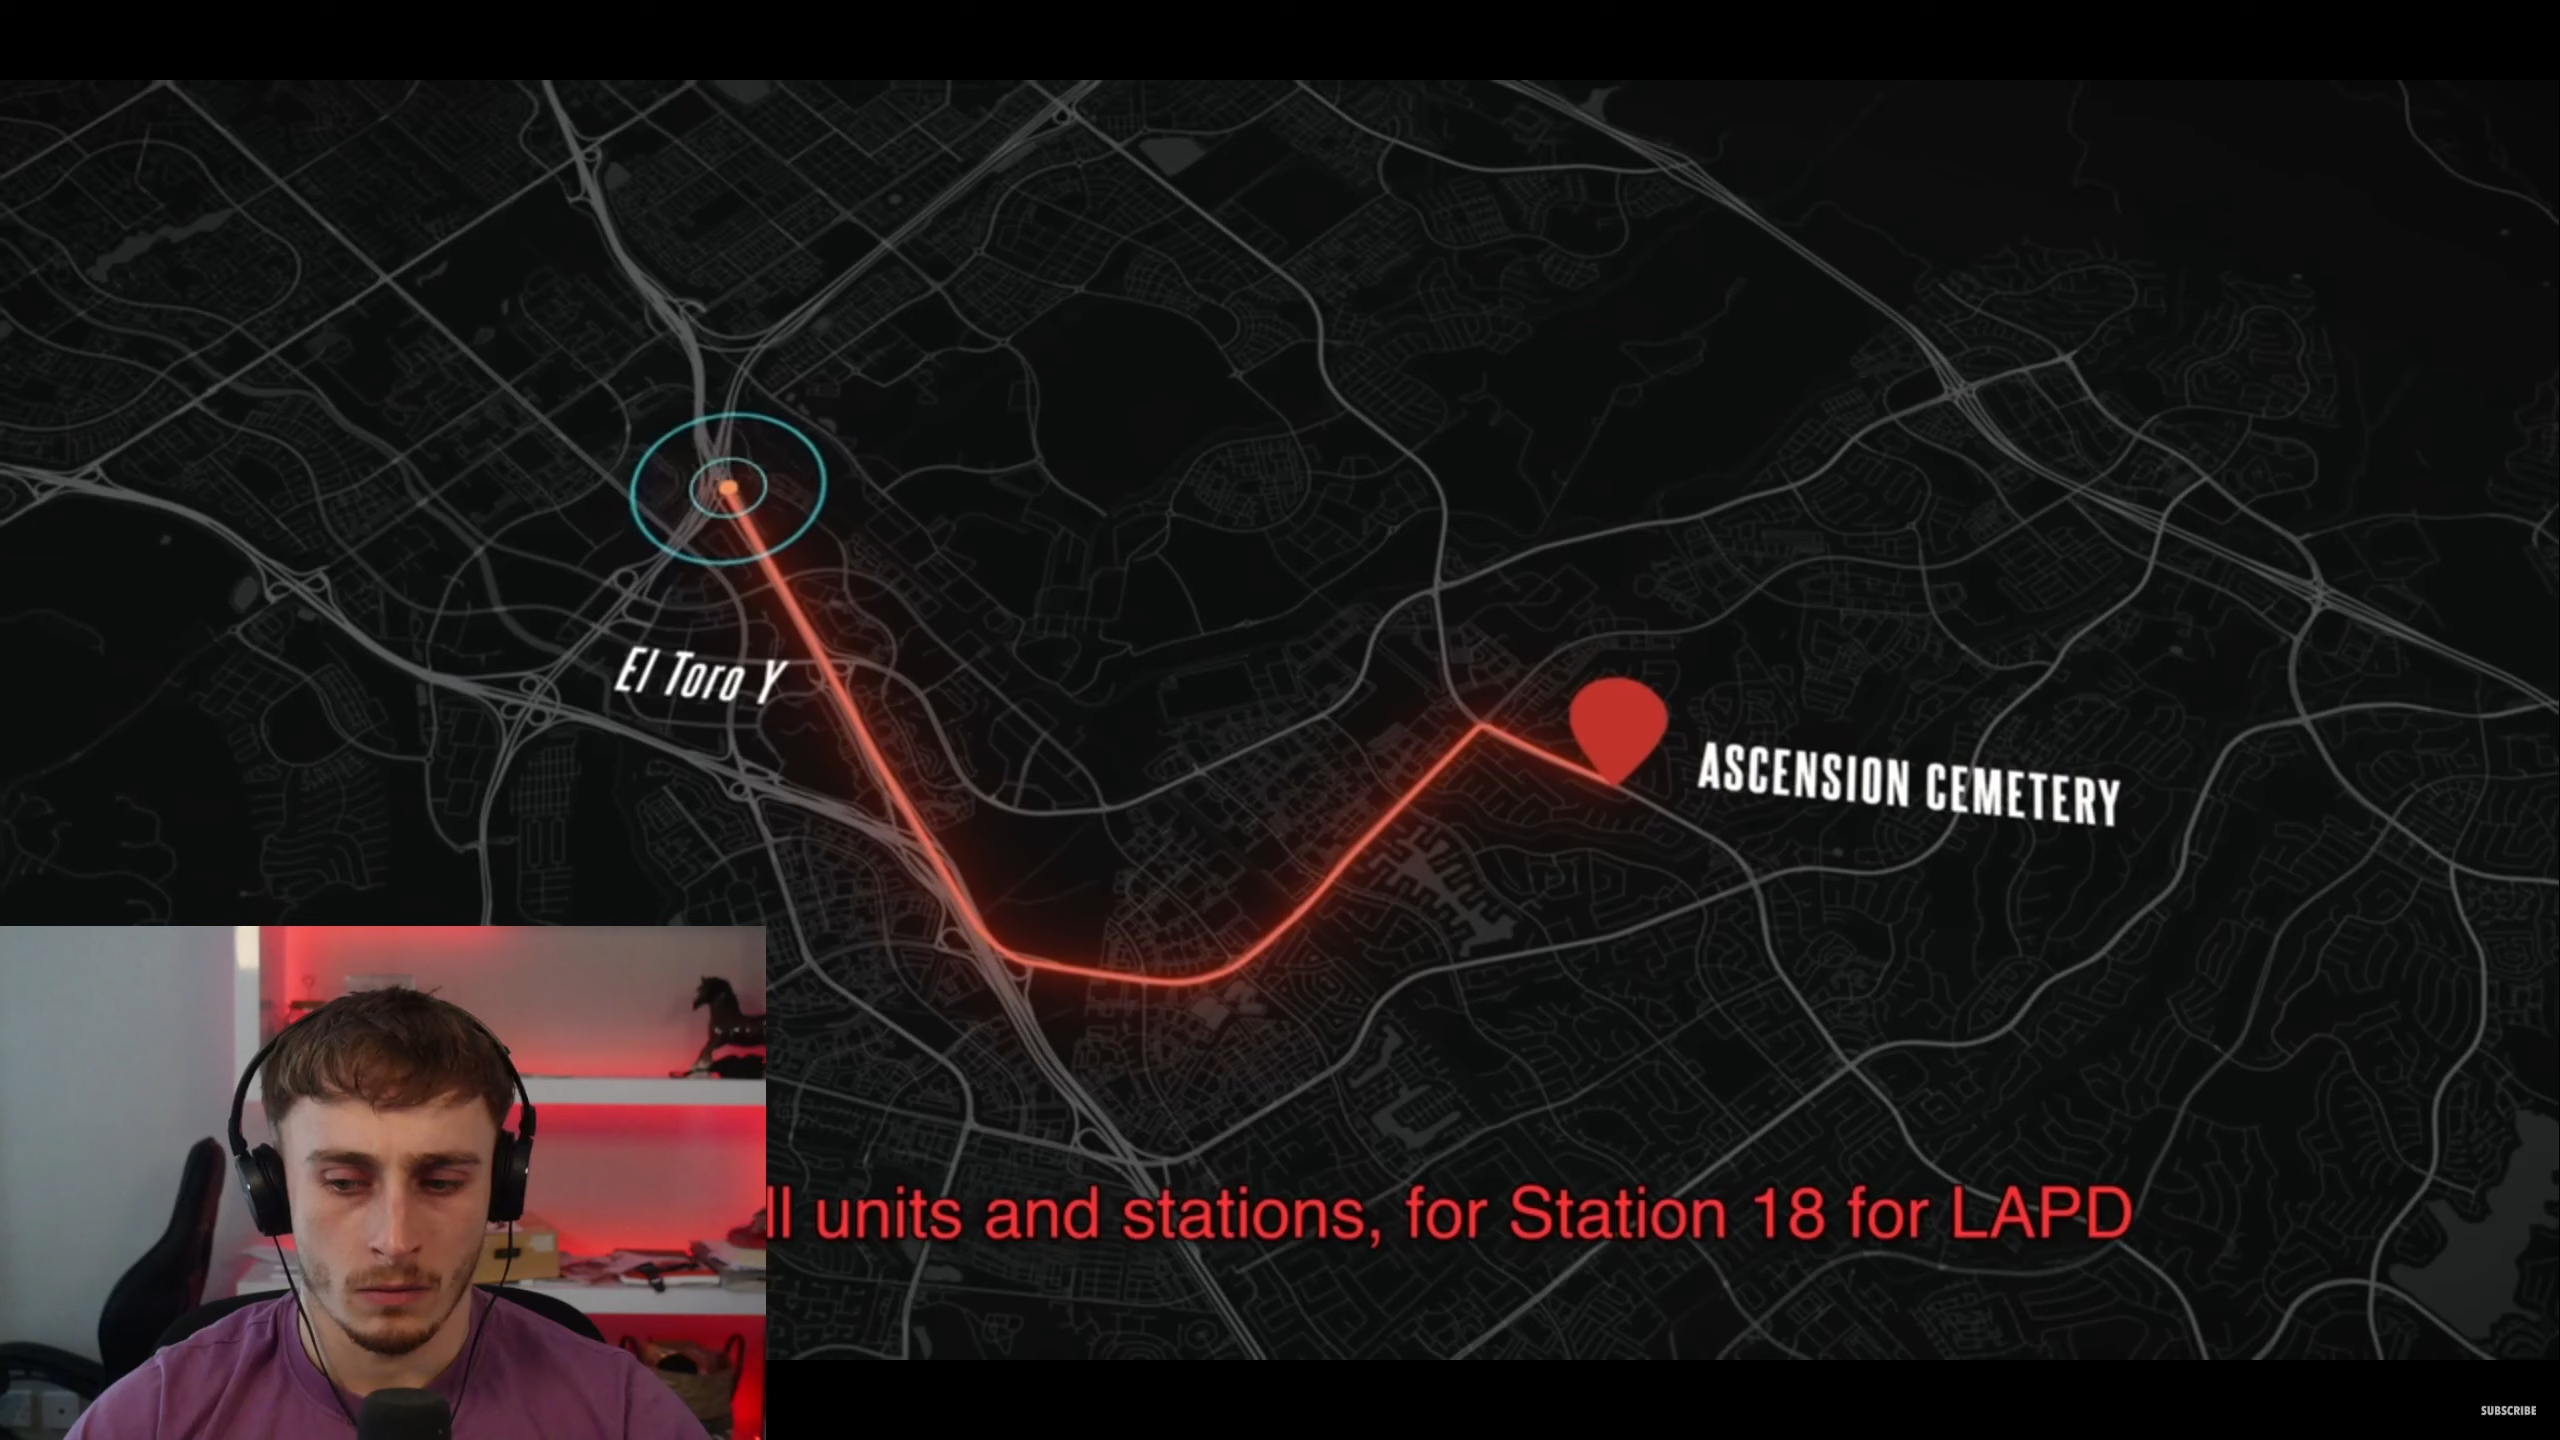 El Toro Y
ASCENSION CEMETERY
ll units and stations, for Station 18 for LAPD
SUBSCRIBE